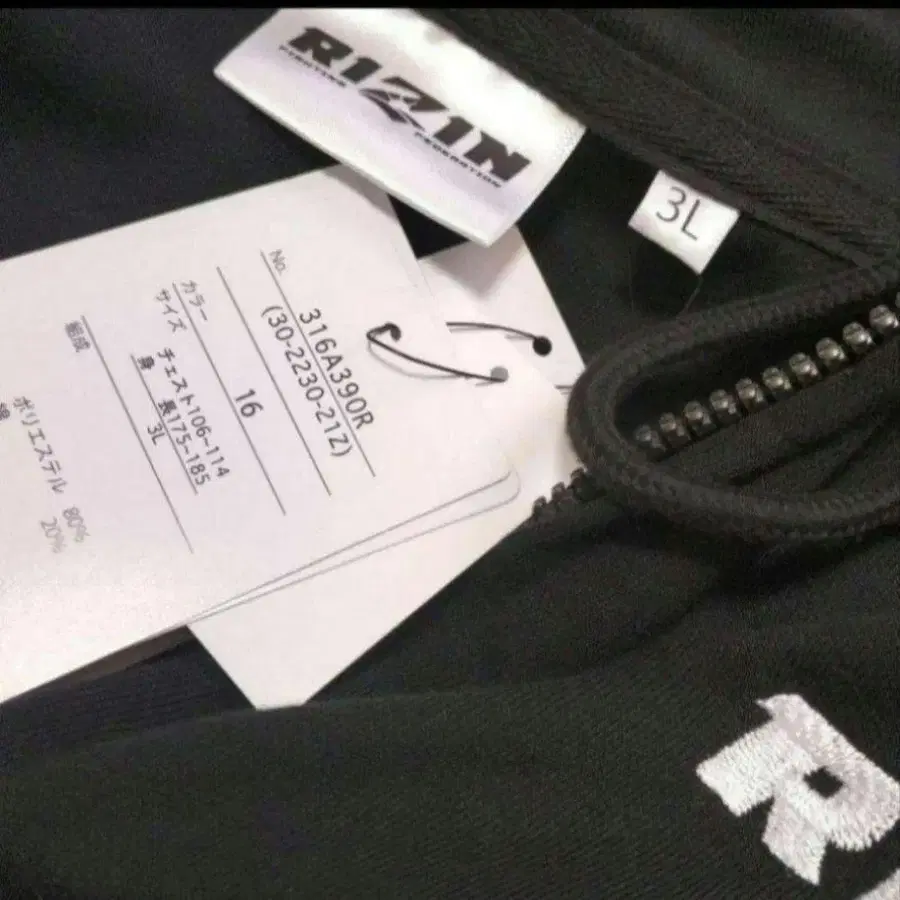 RIZIN
FIGHTING FEDERATION
3L
No. 316A390R
(30-2230-21Z)
カラー 16
サイズ チェスト106~114
身 長175~185
3L
組成 ポリエステル 80%
綿 20%
R